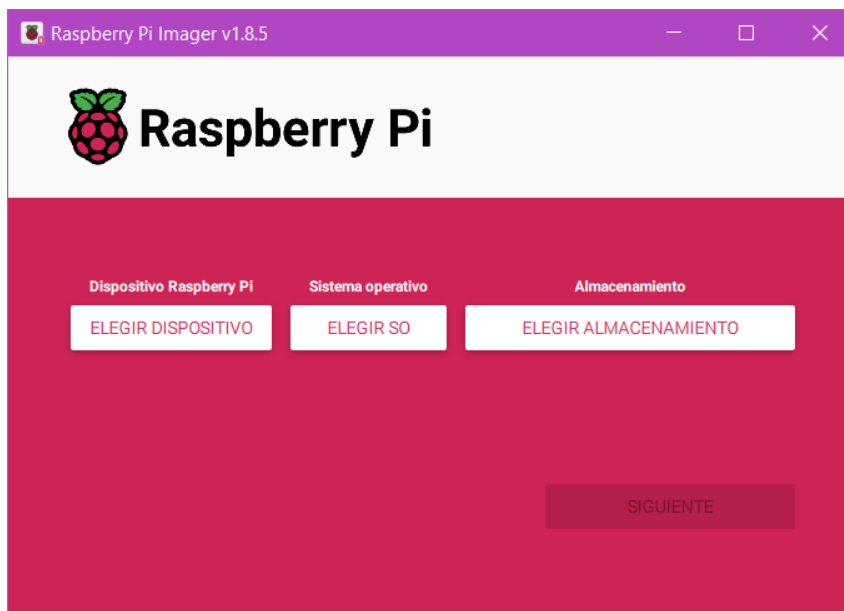 Raspberry Pi Imager v1.8.5
Raspberry Pi
Dispositivo Raspberry Pi Sistema operativo Almacenamiento
ELEGIR DISPOSITIVO ELEGIR SO ELEGIR ALMACENAMIENTO
SIGUIENTE